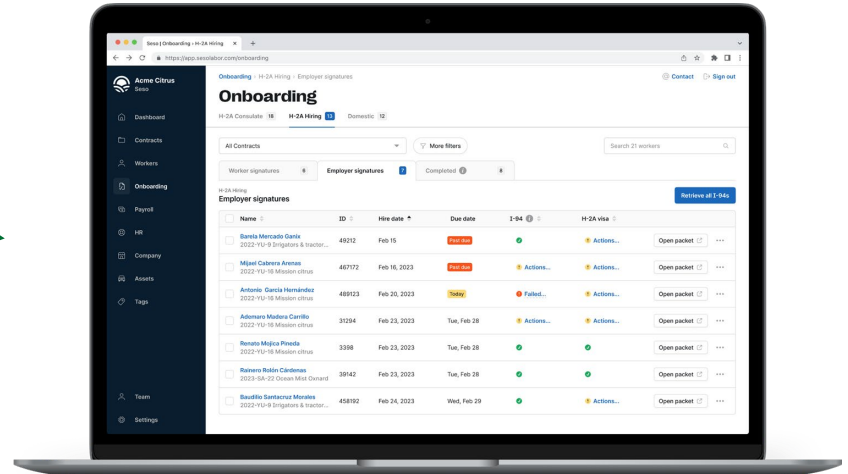 Seso | Onboarding › H-2A Hiring
https://app.sesolabor.com/onboarding
Acme Citrus
Seso
Dashboard
Contracts
Workers
Onboarding
Payroll
HR
Company
Assets
Tags
Team
Settings
Onboarding › H-2A Hiring › Employer signatures
Contact Sign out
Onboarding
H-2A Consulate 16 H-2A Hiring 13 Domestic 12
All Contracts More filters Search 21 workers
Worker signatures 6 Employer signatures 7 Completed 8
H-2A Hiring
Employer signatures
Retrieve all I-94s
Name ID Hire date Due date I-94 H-2A visa
Barela Mercado Ganix 49212 Feb 15 Past due Actions... Open packet
2022-YU-9 Irrigators & tractor...
Mijael Cabrera Arenas 467172 Feb 16, 2023 Past due Actions... Actions... Open packet
2022-YU-16 Mission citrus
Antonio García Hernández 489123 Feb 20, 2023 Today Failed... Actions... Open packet
2022-YU-16 Mission citrus
Ademaro Madera Carrillo 31294 Feb 23, 2023 Tue, Feb 28 Actions... Actions... Open packet
2022-YU-16 Mission citrus
Renato Mojica Pineda 3398 Feb 23, 2023 Tue, Feb 28 Open packet
2022-YU-16 Mission citrus
Rainero Rolón Cárdenas 39142 Feb 23, 2023 Tue, Feb 28 Open packet
2023-SA-22 Ocean Mist Oxnard
Baudilio Santacruz Morales 458192 Feb 24, 2023 Wed, Feb 29 Actions... Open packet
2022-YU-9 Irrigators & tractor...